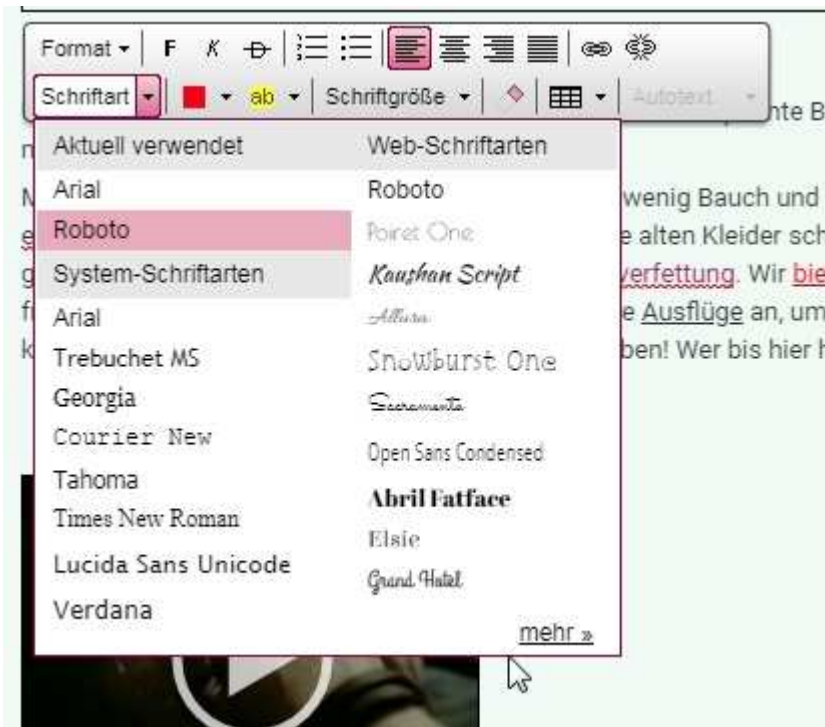 Format
F K D
Schriftart
ab
Schriftgröße
Autotext
nte B
Aktuell verwendet
Arial
Roboto
System-Schriftarten
Arial
Trebuchet MS
Georgia
Courier New
Tahoma
Times New Roman
Lucida Sans Unicode
Verdana
Web-Schriftarten
Roboto
Poiret One
Kaushan Script
Allura
Snowburst One
Sacramento
Open Sans Condensed
Abril Fatface
Elsie
Grand Hotel
mehr »
wenig Bauch und
e alten Kleider sch
verfettung. Wir bie
e Ausflüge an, um
ben! Wer bis hier h